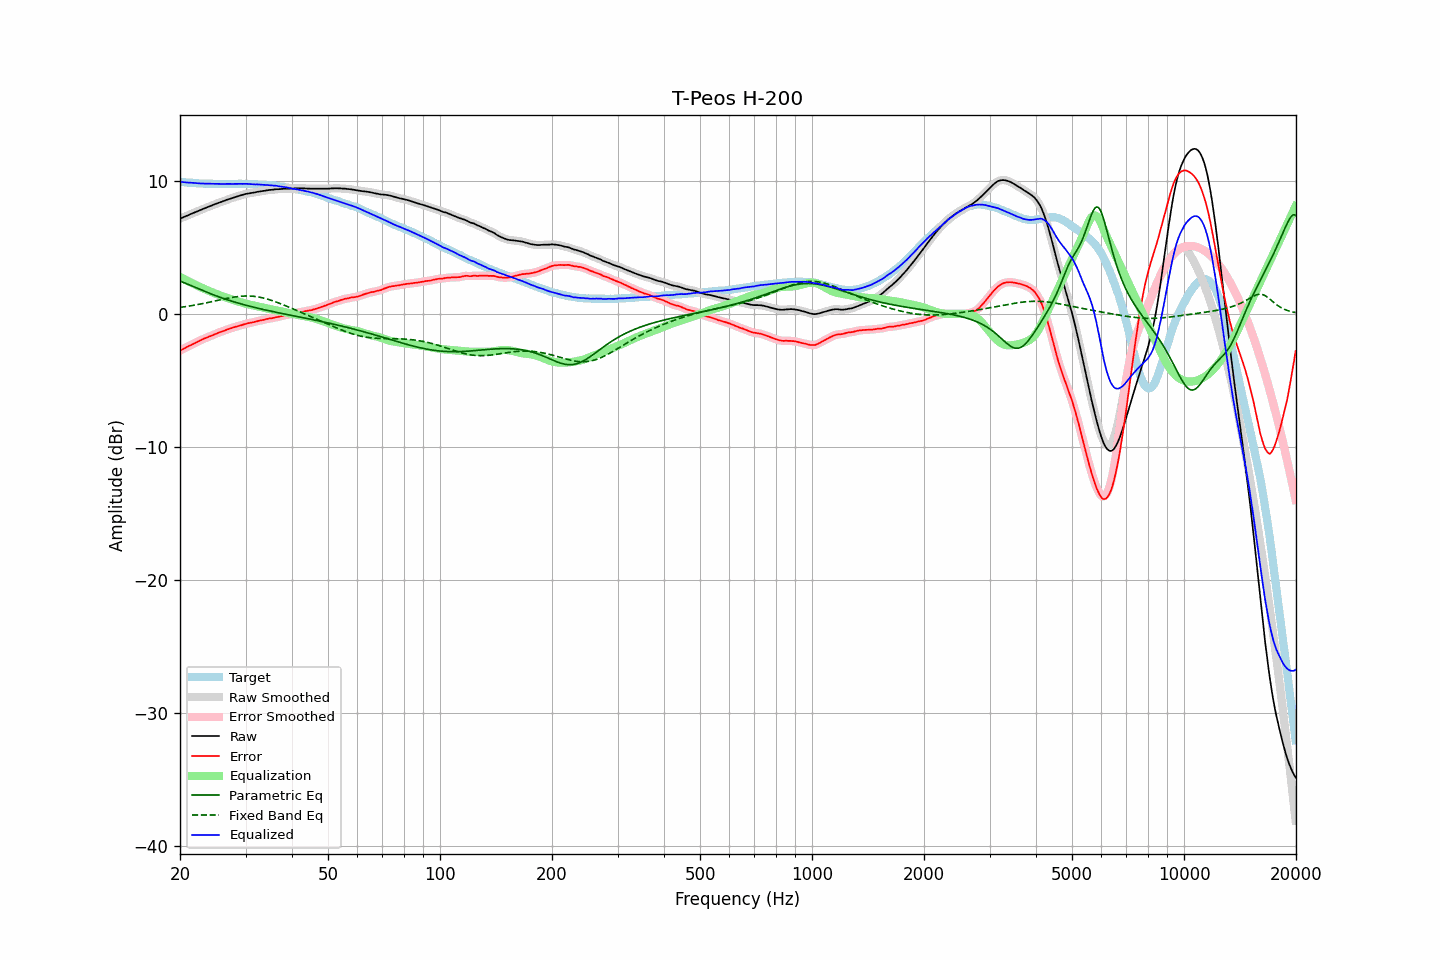 T-Peos H-200
Amplitude (dBr)
10
0
−10
−20
−30
−40
Target
Raw Smoothed
Error Smoothed
Raw
Error
Equalization
Parametric Eq
Fixed Band Eq
Equalized
20 50 100 200 500 1000 2000 5000 10000 20000
Frequency (Hz)